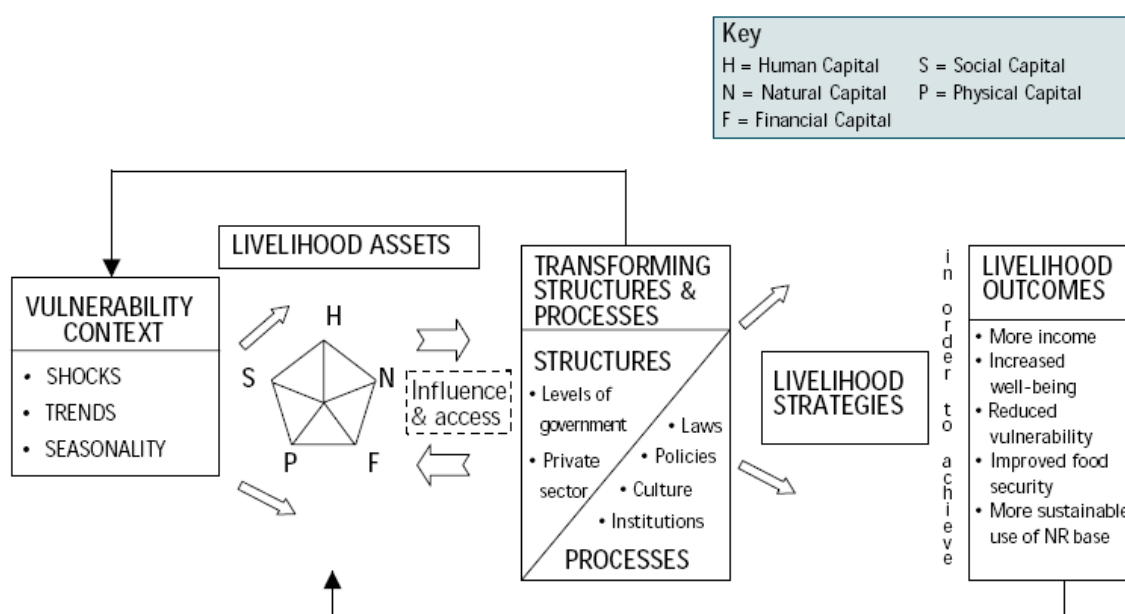 Key
H = Human Capital S = Social Capital
N = Natural Capital P = Physical Capital
F = Financial Capital
LIVELIHOOD ASSETS
VULNERABILITY
CONTEXT
• SHOCKS
• TRENDS
• SEASONALITY
H
S
N
P
F
Influence
& access
TRANSFORMING
STRUCTURES &
PROCESSES
STRUCTURES
• Levels of
government
• Private
sector
• Laws
• Policies
• Culture
• Institutions
PROCESSES
LIVELIHOOD
STRATEGIES
in order to achieve
LIVELIHOOD
OUTCOMES
• More income
• Increased
well-being
• Reduced
vulnerability
• Improved food
security
• More sustainable
use of NR base